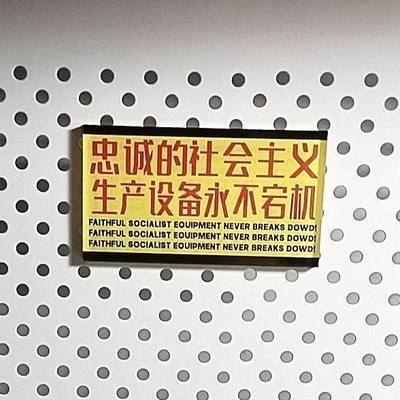 忠诚的社会主义
生产设备永不宕机
FAITHFUL SOCIALIST EQUIPMENT NEVER BREAKS DOWD!
FAITHFUL SOCIALIST EQUIPMENT NEVER BREAKS DOWD!
FAITHFUL SOCIALIST EQUIPMENT NEVER BREAKS DOWD!